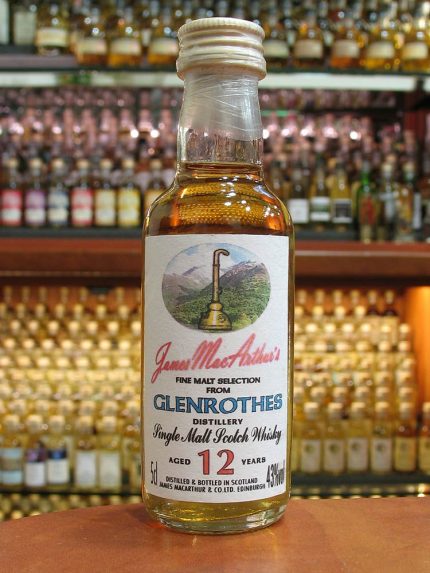 James MacArthur's
FINE MALT SELECTION
FROM
GLENROTHES
DISTILLERY
Single Malt Scotch Whisky
AGED 12 YEARS
5cl DISTILLED & BOTTLED IN SCOTLAND 43%vol
JAMES MACARTHUR & CO.LTD. EDINBURGH